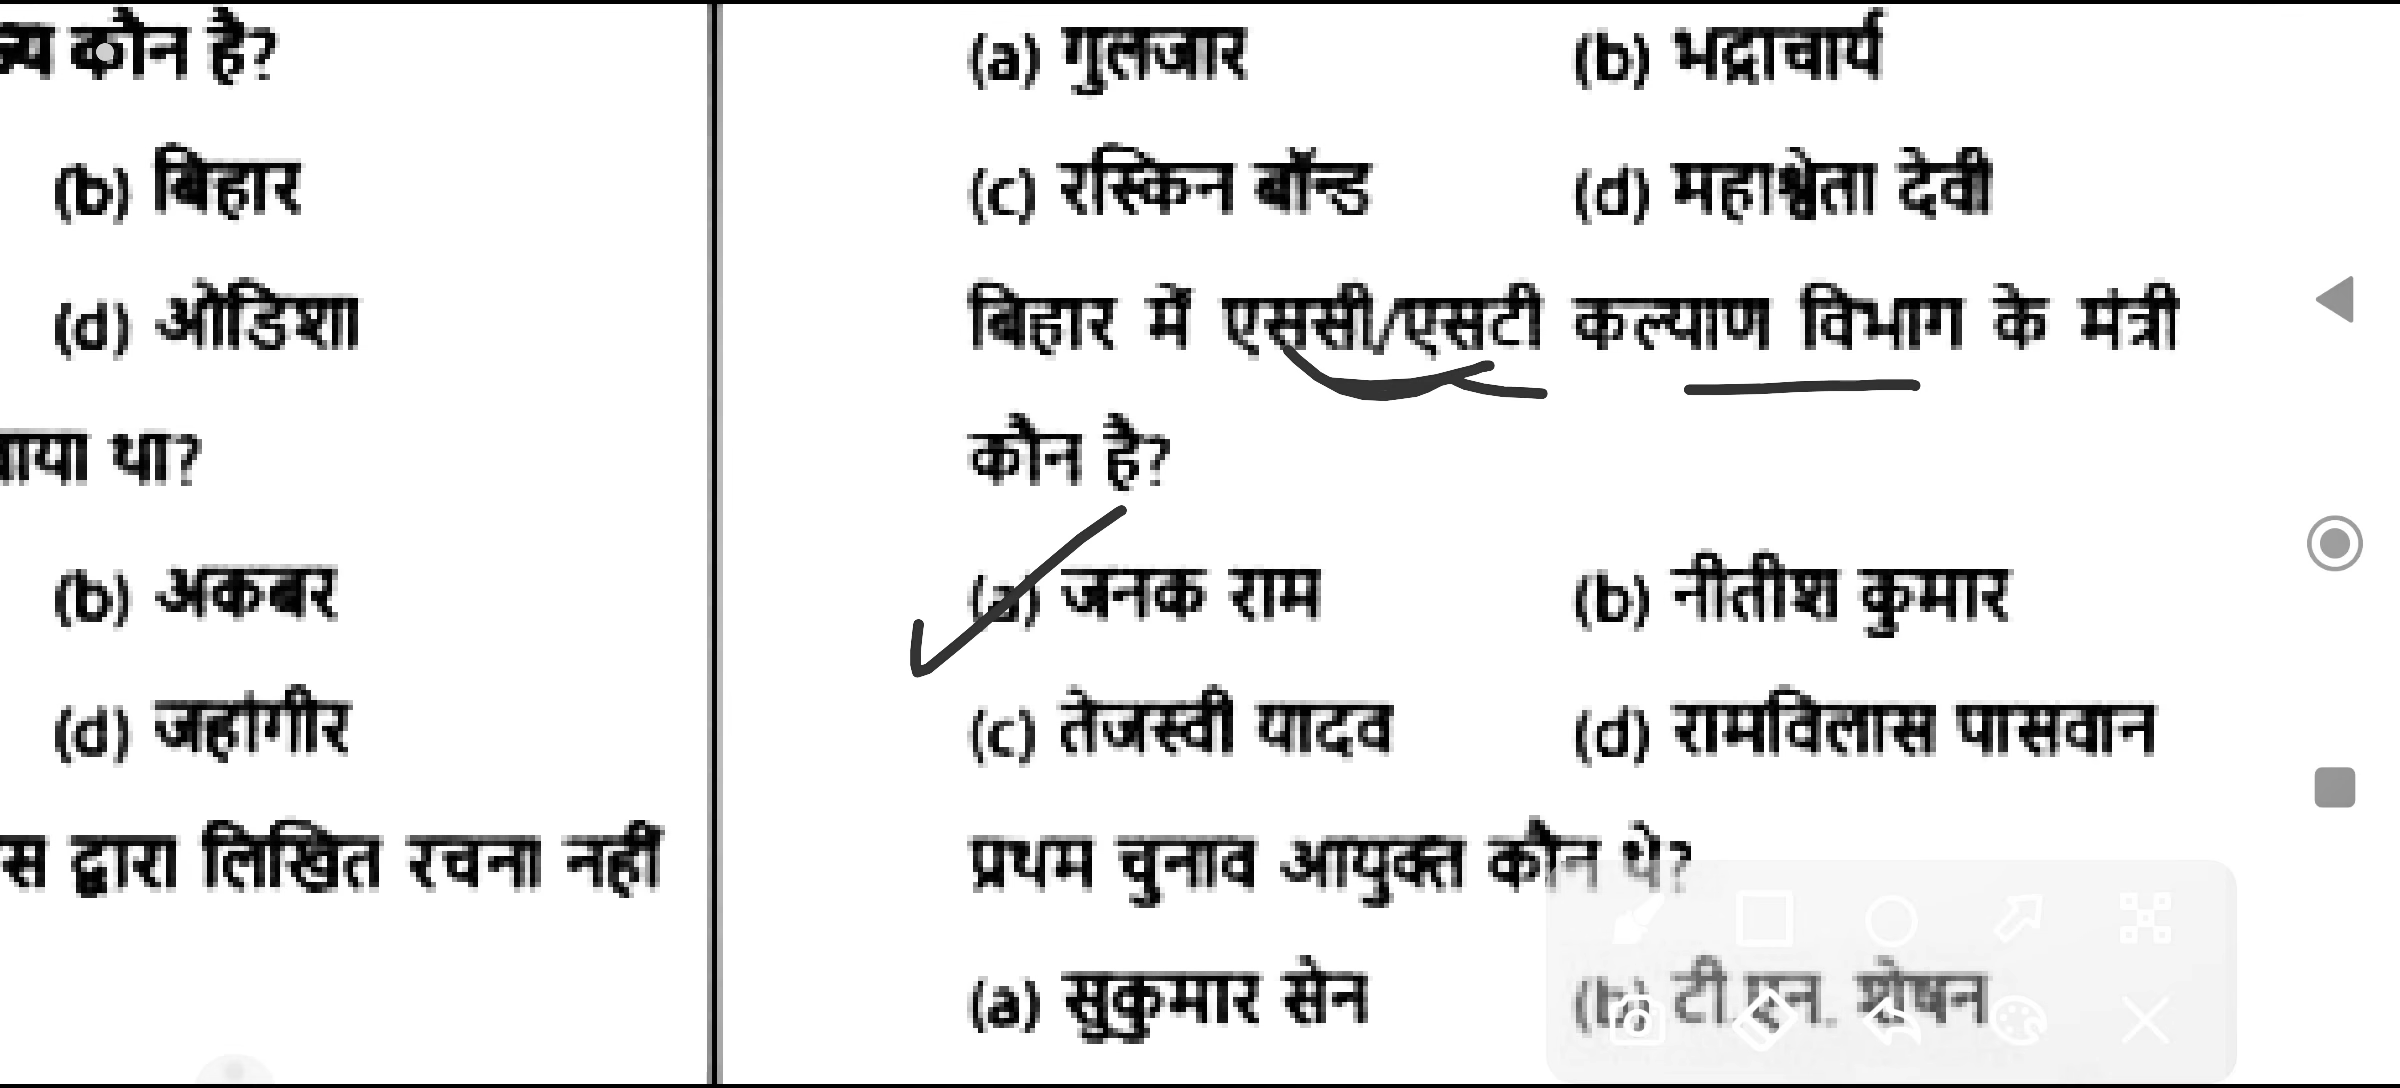 कौन है?
(b) बिहार
(d) ओडिशा
था?
(b) अकबर
(d) जहांगीर
द्वारा लिखित रचना नहीं
(a) गुलजार (b) भद्राचार्य
(c) रस्किन बॉन्ड (d) महाश्वेता देवी
बिहार में एससी/एसटी कल्याण विभाग के मंत्री
कौन है?
(a) जनक राम (b) नीतीश कुमार
(c) तेजस्वी यादव (d) रामविलास पासवान
प्रथम चुनाव आयुक्त कौन थे?
(a) सुकुमार सेन (b) टी.एन. शेषन